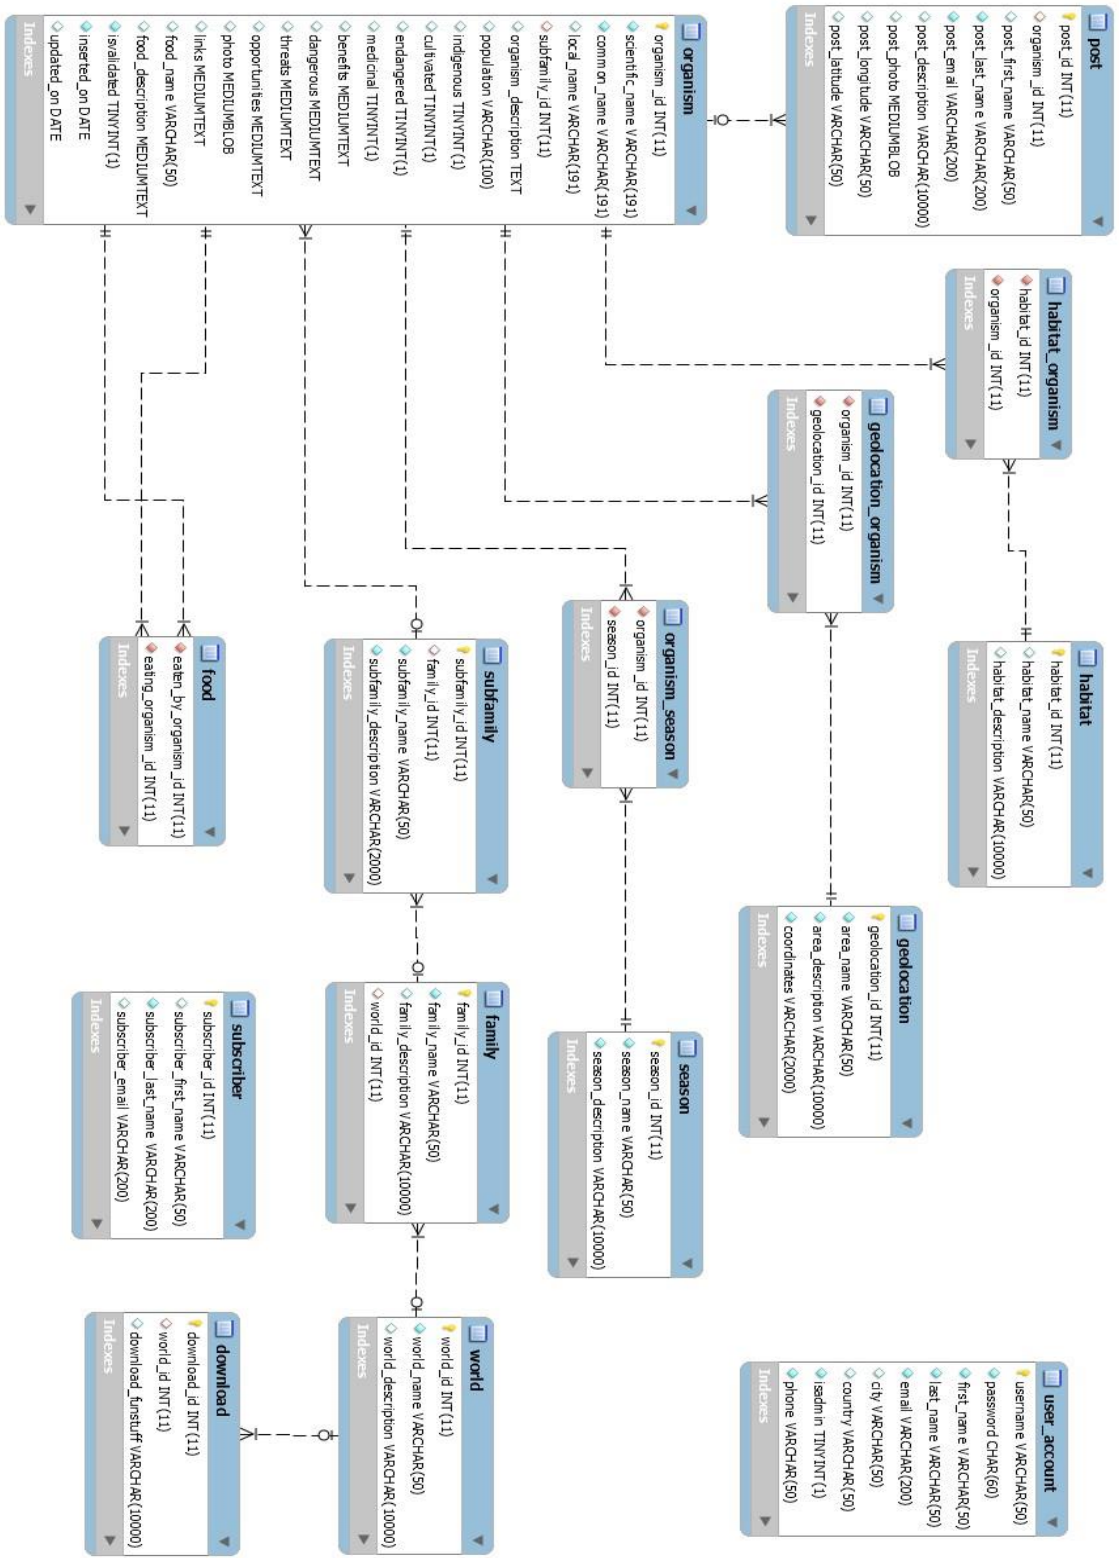 post
post_id INT(11)
organism_id INT(11)
post_first_name VARCHAR(50)
post_last_name VARCHAR(200)
post_email VARCHAR(200)
post_description VARCHAR(10000)
post_photo MEDIUMBLOB
post_longitude VARCHAR(50)
post_latitude VARCHAR(50)
Indexes
habitat_organism
habitat_id INT(11)
organism_id INT(11)
Indexes
habitat
habitat_id INT(11)
habitat_name VARCHAR(50)
habitat_description VARCHAR(10000)
Indexes
geolocation_organism
organism_id INT(11)
geolocation_id INT(11)
Indexes
geolocation
geolocation_id INT(11)
area_name VARCHAR(50)
area_description VARCHAR(10000)
coordinates VARCHAR(2000)
Indexes
user_account
username VARCHAR(50)
password CHAR(60)
first_name VARCHAR(50)
last_name VARCHAR(50)
email VARCHAR(200)
city VARCHAR(50)
country VARCHAR(50)
isadmin TINYINT(1)
phone VARCHAR(50)
Indexes
organism
organism_id INT(11)
scientific_name VARCHAR(191)
common_name VARCHAR(191)
local_name VARCHAR(191)
subfamily_id INT(11)
organism_description TEXT
population VARCHAR(100)
indigenous TINYINT(1)
cultivated TINYINT(1)
endangered TINYINT(1)
medicinal TINYINT(1)
benefits MEDIUMTEXT
dangerous MEDIUMTEXT
threats MEDIUMTEXT
opportunities MEDIUMTEXT
photo MEDIUMBLOB
links MEDIUMTEXT
food_name VARCHAR(50)
food_description MEDIUMTEXT
isvalidated TINYINT(1)
inserted_on DATE
updated_on DATE
Indexes
organism_season
organism_id INT(11)
season_id INT(11)
Indexes
season
season_id INT(11)
season_name VARCHAR(50)
season_description VARCHAR(10000)
Indexes
subfamily
subfamily_id INT(11)
family_id INT(11)
subfamily_name VARCHAR(50)
subfamily_description VARCHAR(2000)
Indexes
family
family_id INT(11)
family_name VARCHAR(50)
family_description VARCHAR(10000)
world_id INT(11)
Indexes
world
world_id INT(11)
world_name VARCHAR(50)
world_description VARCHAR(10000)
Indexes
food
eaten_by_organism_id INT(11)
eating_organism_id INT(11)
Indexes
subscriber
subscriber_id INT(11)
subscriber_first_name VARCHAR(50)
subscriber_last_name VARCHAR(200)
subscriber_email VARCHAR(200)
Indexes
download
download_id INT(11)
world_id INT(11)
download_funstuff VARCHAR(10000)
Indexes